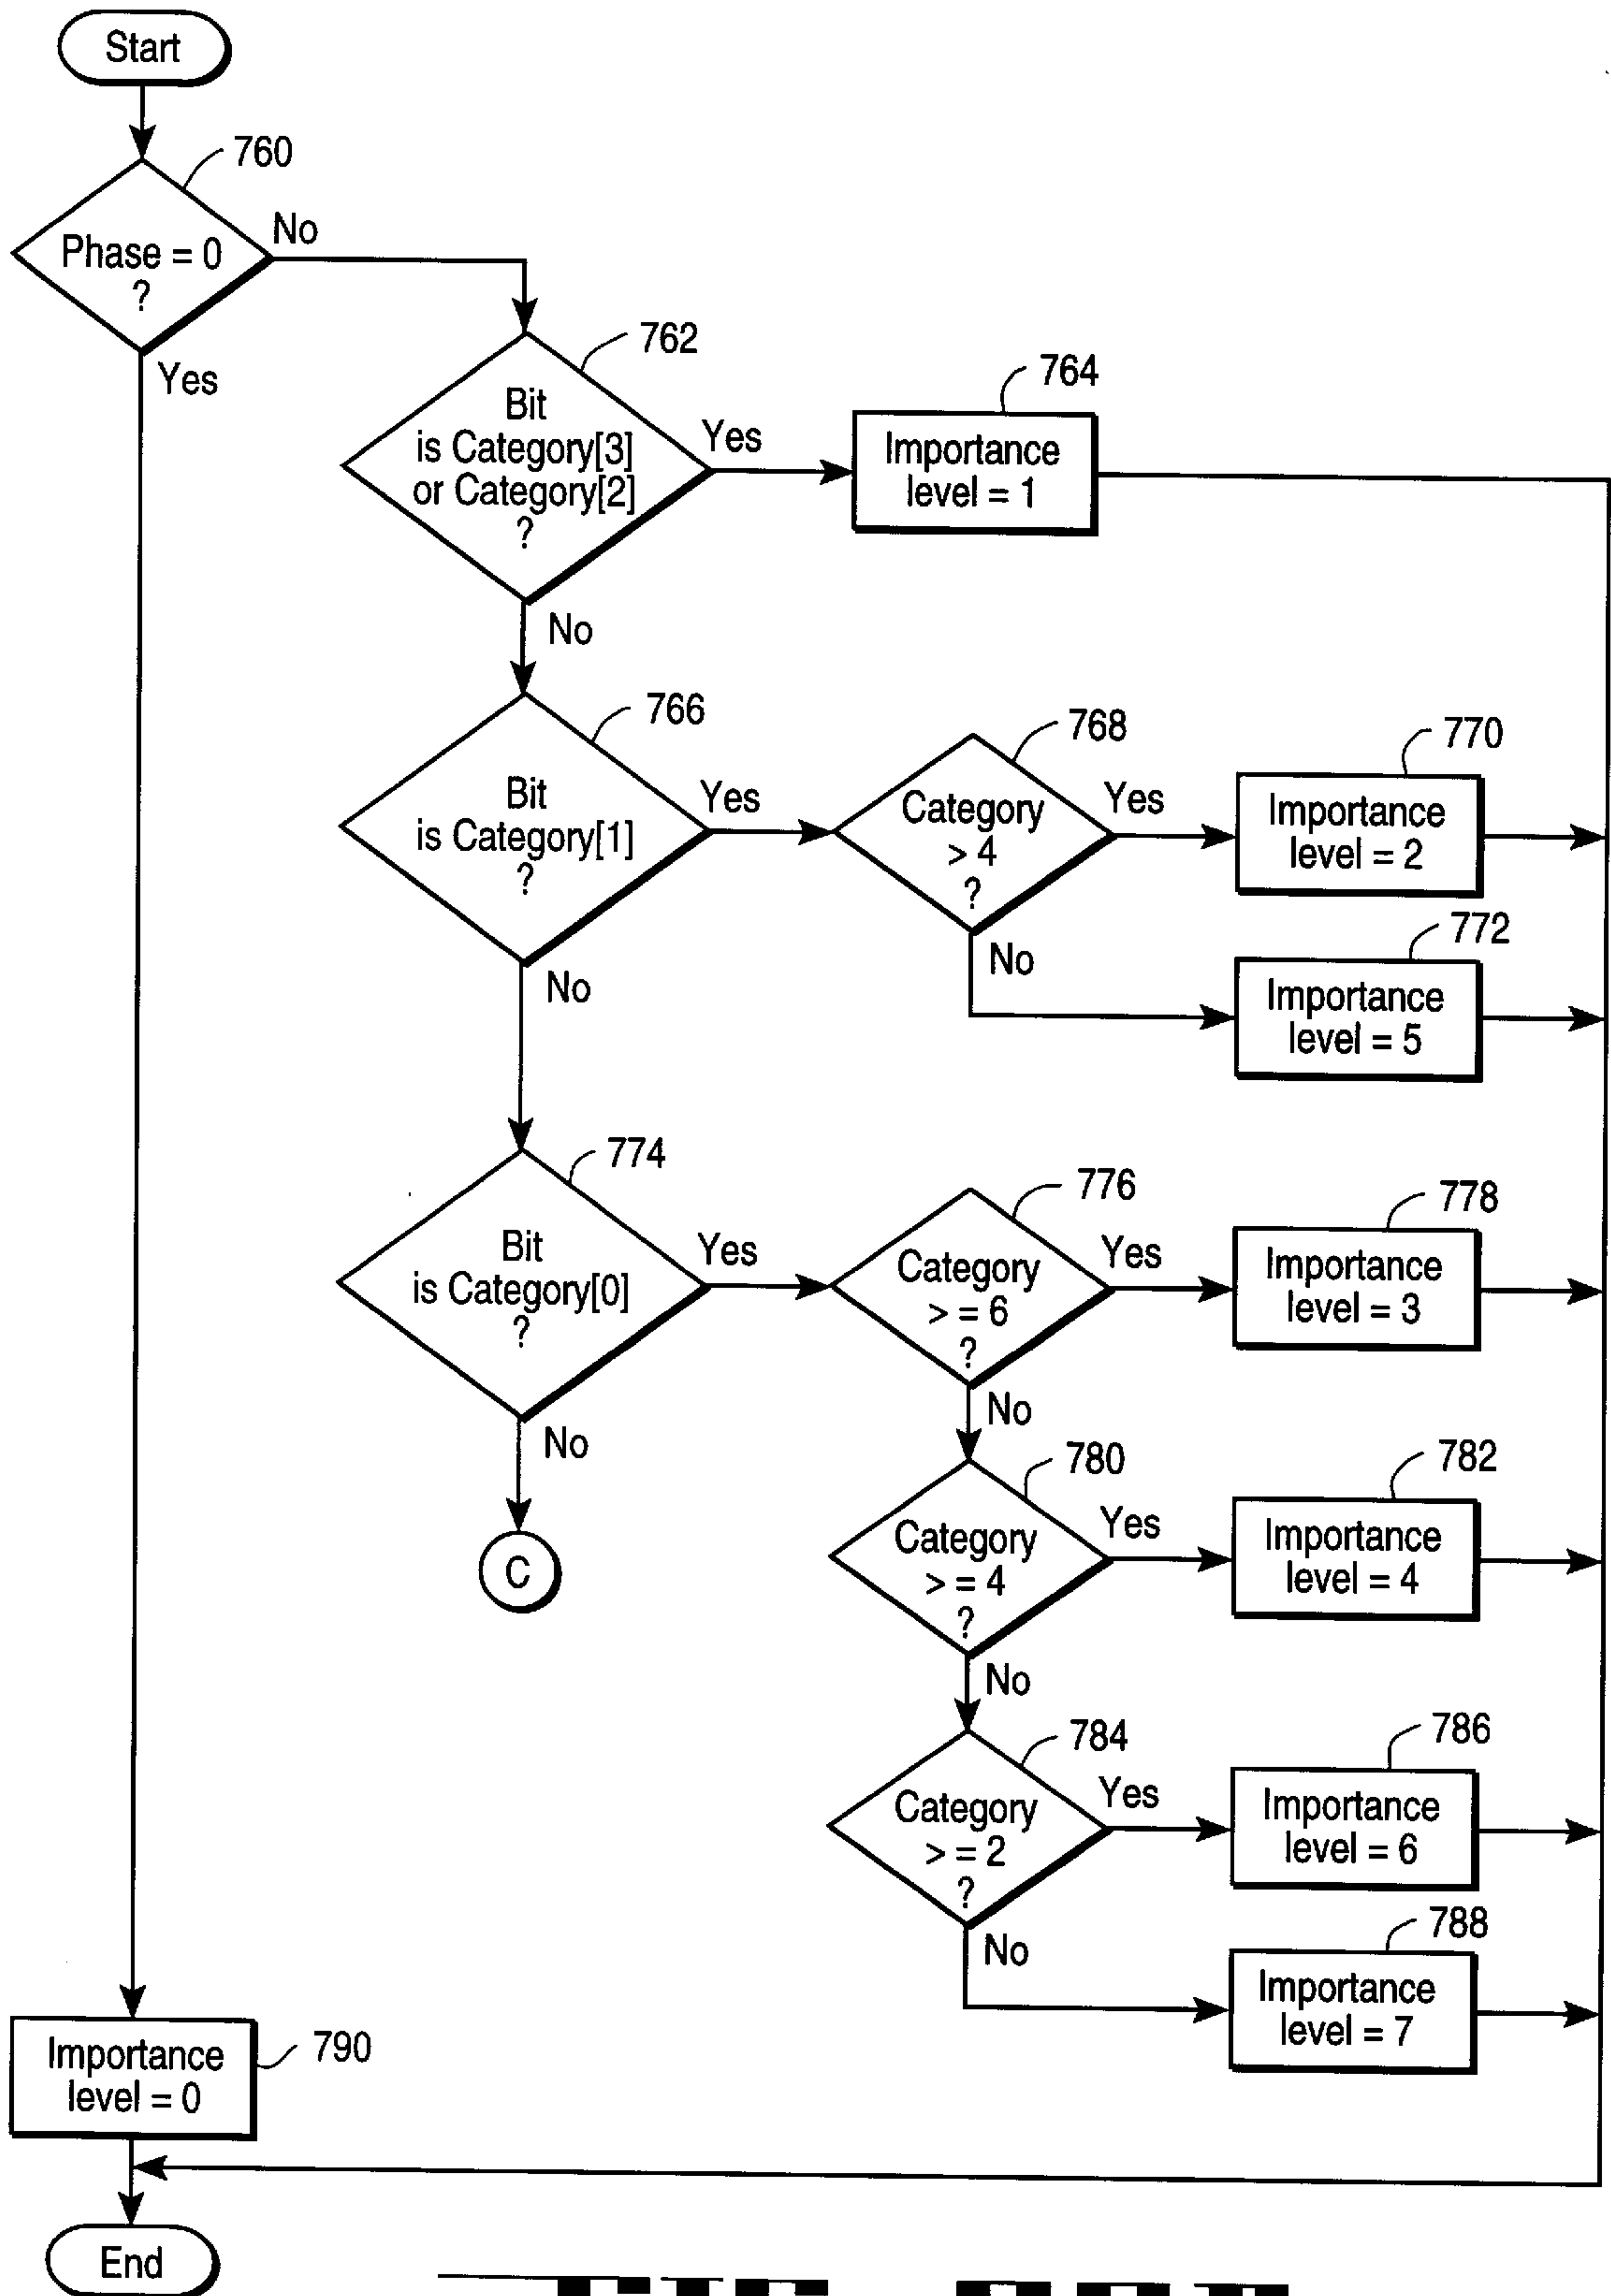 Start
760
Phase = 0
?
No
Yes
762
Bit
is Category[3]
or Category[2]
?
Yes
No
764
Importance
level = 1
766
Bit
is Category[1]
?
Yes
No
768
Category
> 4
?
Yes
No
770
Importance
level = 2
772
Importance
level = 5
774
Bit
is Category[0]
?
Yes
No
C
776
Category
> = 6
?
Yes
No
778
Importance
level = 3
780
Category
> = 4
?
Yes
No
782
Importance
level = 4
784
Category
> = 2
?
Yes
No
786
Importance
level = 6
788
Importance
level = 7
790
Importance
level = 0
End